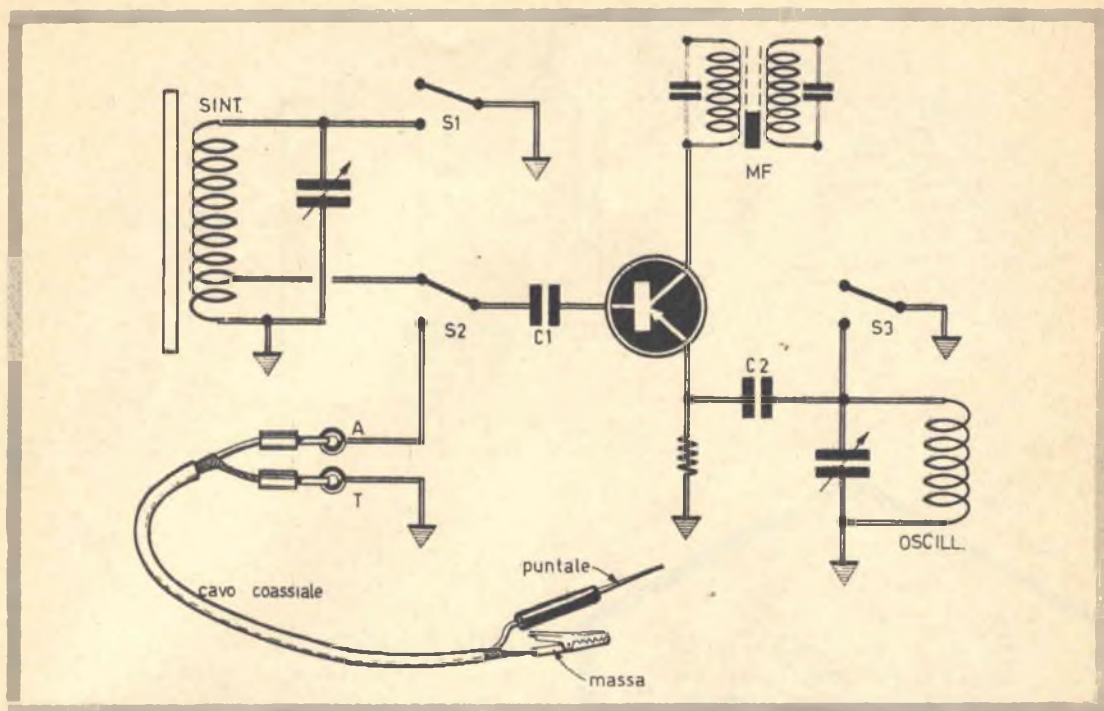 SINT.
S1
MF
S2
C1
S3
C2
A
T
OSCILL.
puntale
cavo coassiale
massa